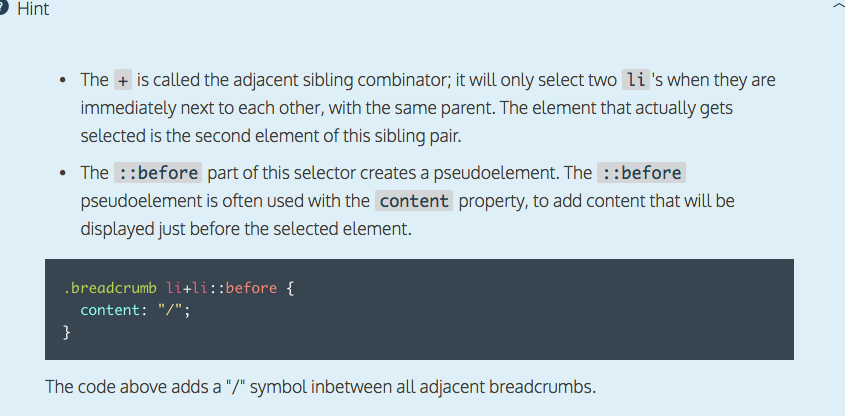 ? Hint
• The + is called the adjacent sibling combinator; it will only select two li 's when they are
immediately next to each other, with the same parent. The element that actually gets
selected is the second element of this sibling pair.
• The ::before part of this selector creates a pseudoelement. The ::before
pseudoelement is often used with the content property, to add content that will be
displayed just before the selected element.
.breadcrumb li+li::before {
  content: "/";
}
The code above adds a "/" symbol inbetween all adjacent breadcrumbs.